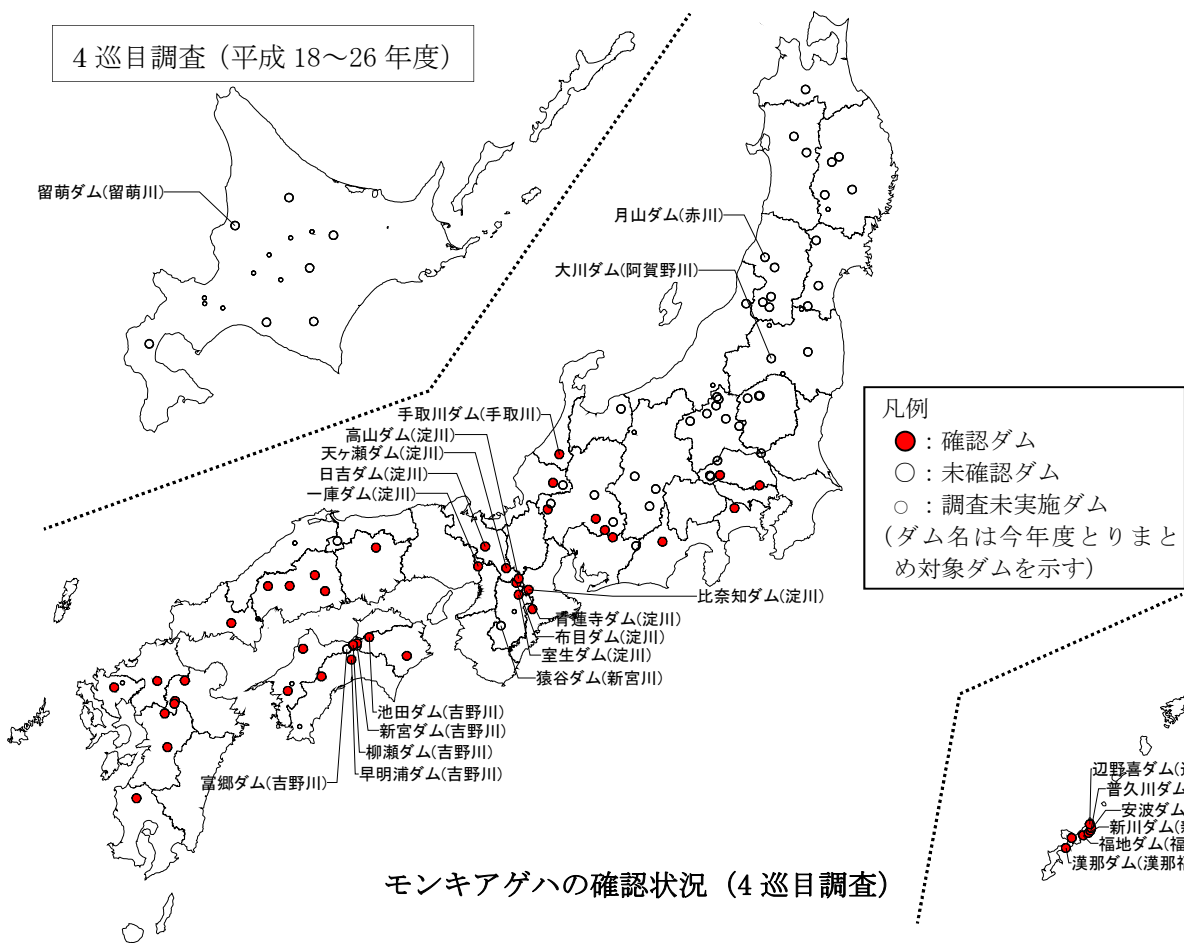 4 巡目調査（平成 18～26 年度）
留萌ダム(留萌川)
月山ダム(赤川)
大川ダム(阿賀野川)
手取川ダム(手取川)
高山ダム(淀川)
天ヶ瀬ダム(淀川)
日吉ダム(淀川)
一庫ダム(淀川)
凡例
：確認ダム
：未確認ダム
：調査未実施ダム
(ダム名は今年度とりまと
め対象ダムを示す)
比奈知ダム(淀川)
青蓮寺ダム(淀川)
布目ダム(淀川)
室生ダム(淀川)
猿谷ダム(新宮川)
池田ダム(吉野川)
新宮ダム(吉野川)
柳瀬ダム(吉野川)
早明浦ダム(吉野川)
富郷ダム(吉野川)
辺野喜ダム(
普久川ダム
安波ダム
新川ダム(
福地ダム(福
漢那ダム(漢那福
モンキアゲハの確認状況（4 巡目調査）